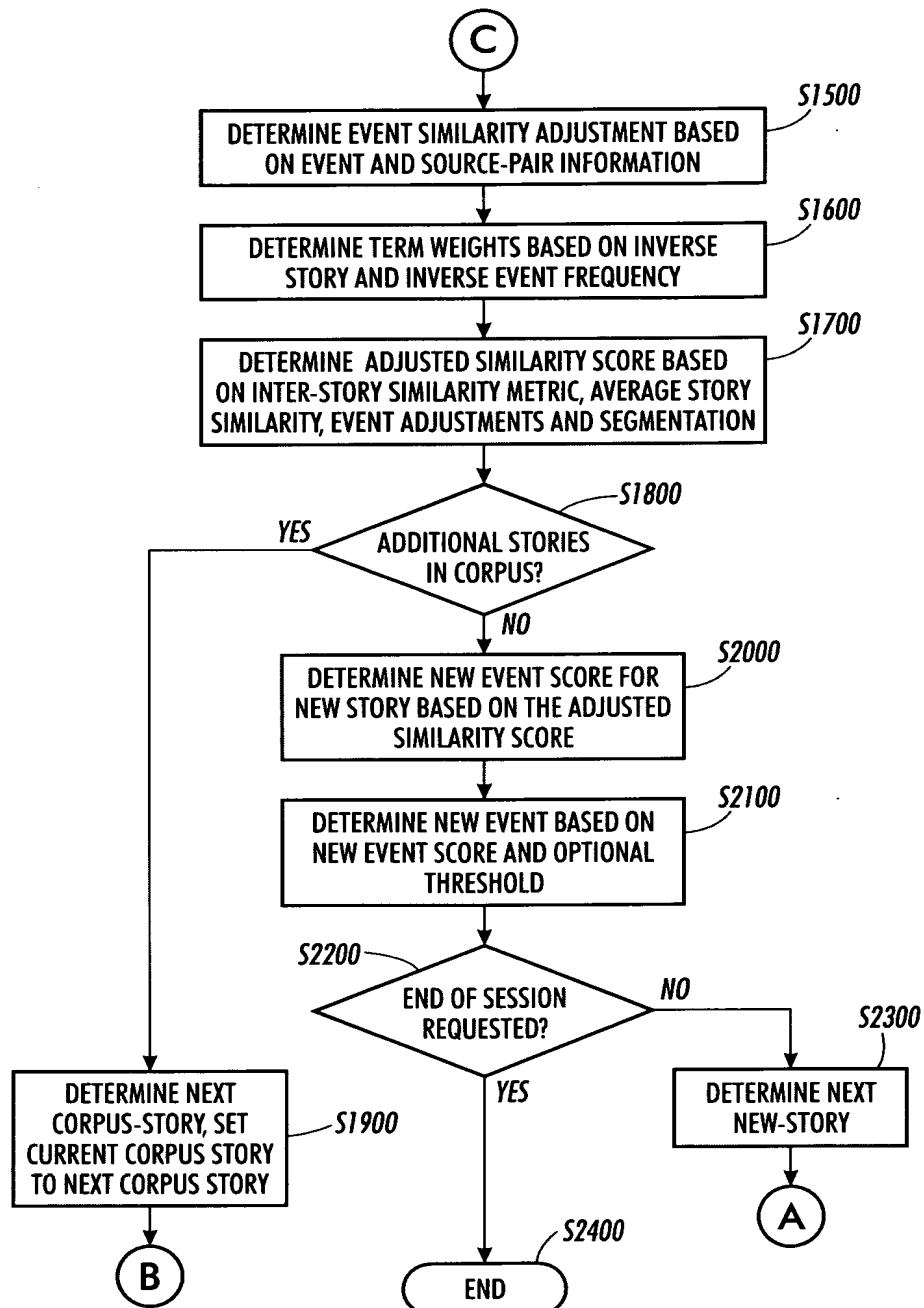 C
S1500
DETERMINE EVENT SIMILARITY ADJUSTMENT BASED
ON EVENT AND SOURCE-PAIR INFORMATION
S1600
DETERMINE TERM WEIGHTS BASED ON INVERSE
STORY AND INVERSE EVENT FREQUENCY
S1700
DETERMINE ADJUSTED SIMILARITY SCORE BASED
ON INTER-STORY SIMILARITY METRIC, AVERAGE STORY
SIMILARITY, EVENT ADJUSTMENTS AND SEGMENTATION
S1800
YES
ADDITIONAL STORIES
IN CORPUS?
NO
S2000
DETERMINE NEW EVENT SCORE FOR
NEW STORY BASED ON THE ADJUSTED
SIMILARITY SCORE
S2100
DETERMINE NEW EVENT BASED ON
NEW EVENT SCORE AND OPTIONAL
THRESHOLD
S2200
END OF SESSION
REQUESTED?
NO
YES
S2300
DETERMINE NEXT
NEW-STORY
A
DETERMINE NEXT
CORPUS-STORY, SET
CURRENT CORPUS STORY
TO NEXT CORPUS STORY
S1900
B
S2400
END